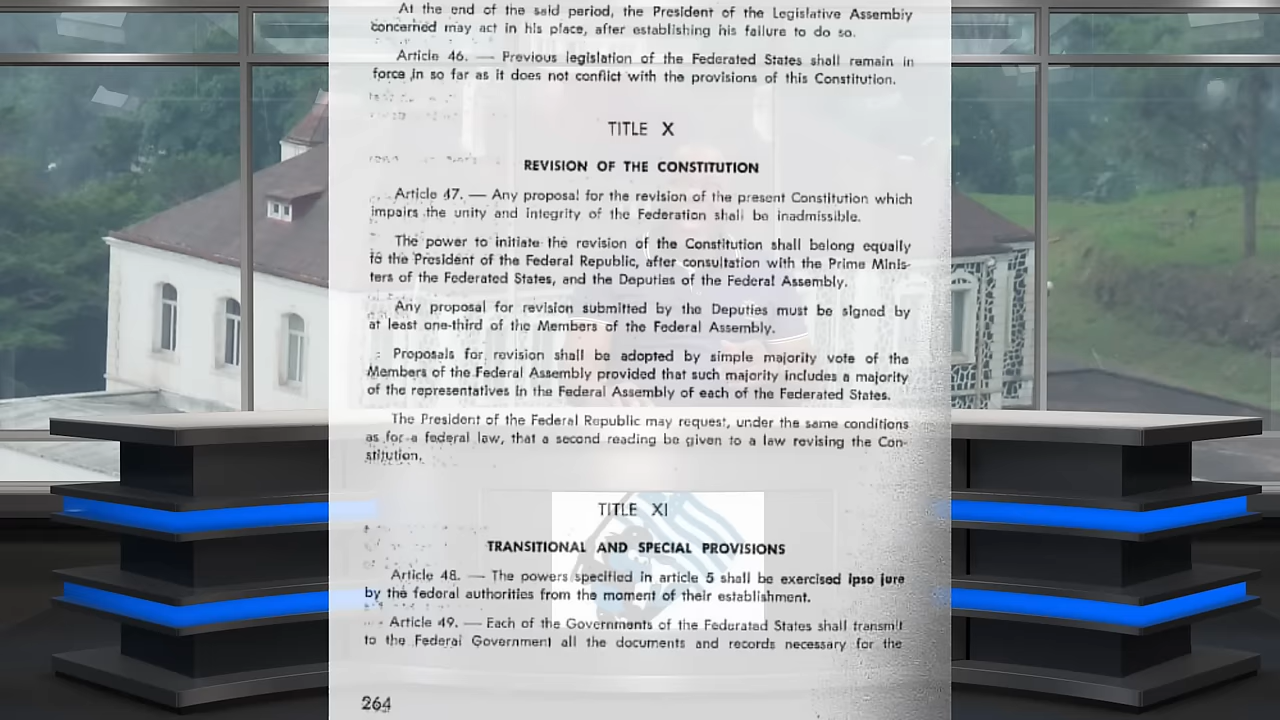 At the end of the said period, the President of the Legislative Assembly
concerned may act in his place, after establishing his failure to do so.
Article 46. — Previous legislation of the Federated States shall remain in
force in so far as it does not conflict with the provisions of this Constitution.
TITLE X
REVISION OF THE CONSTITUTION
Article 47. — Any proposal for the revision of the present Constitution which
impairs the unity and integrity of the Federation shall be inadmissible.
The power to initiate the revision of the Constitution shall belong equally
to the President of the Federal Republic, after consultation with the Prime Minis-
ters of the Federated States, and the Deputies of the Federal Assembly.
Any proposal for revision submitted by the Deputies must be signed by
at least one-third of the Members of the Federal Assembly.
Proposals for revision shall be adopted by simple majority vote of the
Members of the Federal Assembly provided that such majority includes a majority
of the representatives in the Federal Assembly of each of the Federated States.
The President of the Federal Republic may request, under the same conditions
as for a federal law, that a second reading be given to a law revising the Con-
stitution.
TITLE XI
TRANSITIONAL AND SPECIAL PROVISIONS
Article 48. — The powers specified in article 5 shall be exercised ipso jure
by the federal authorities from the moment of their establishment.
Article 49. — Each of the Governments of the Federated States shall transmit
to the Federal Government all the documents and records necessary for the
264